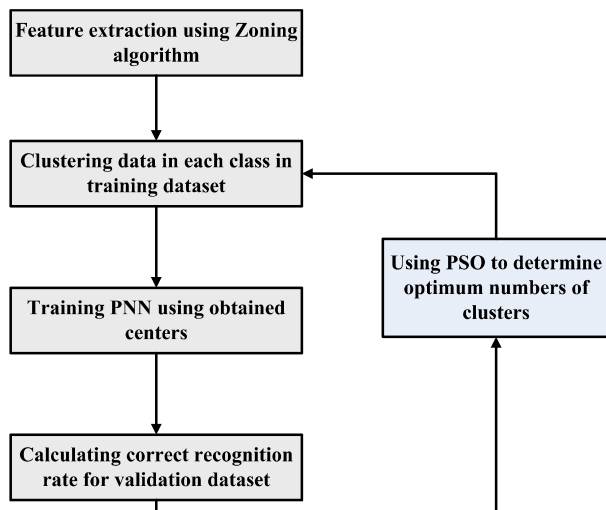 Feature extraction using Zoning
algorithm
Clustering data in each class in
training dataset
Using PSO to determine
optimum numbers of
clusters
Training PNN using obtained
centers
Calculating correct recognition
rate for validation dataset